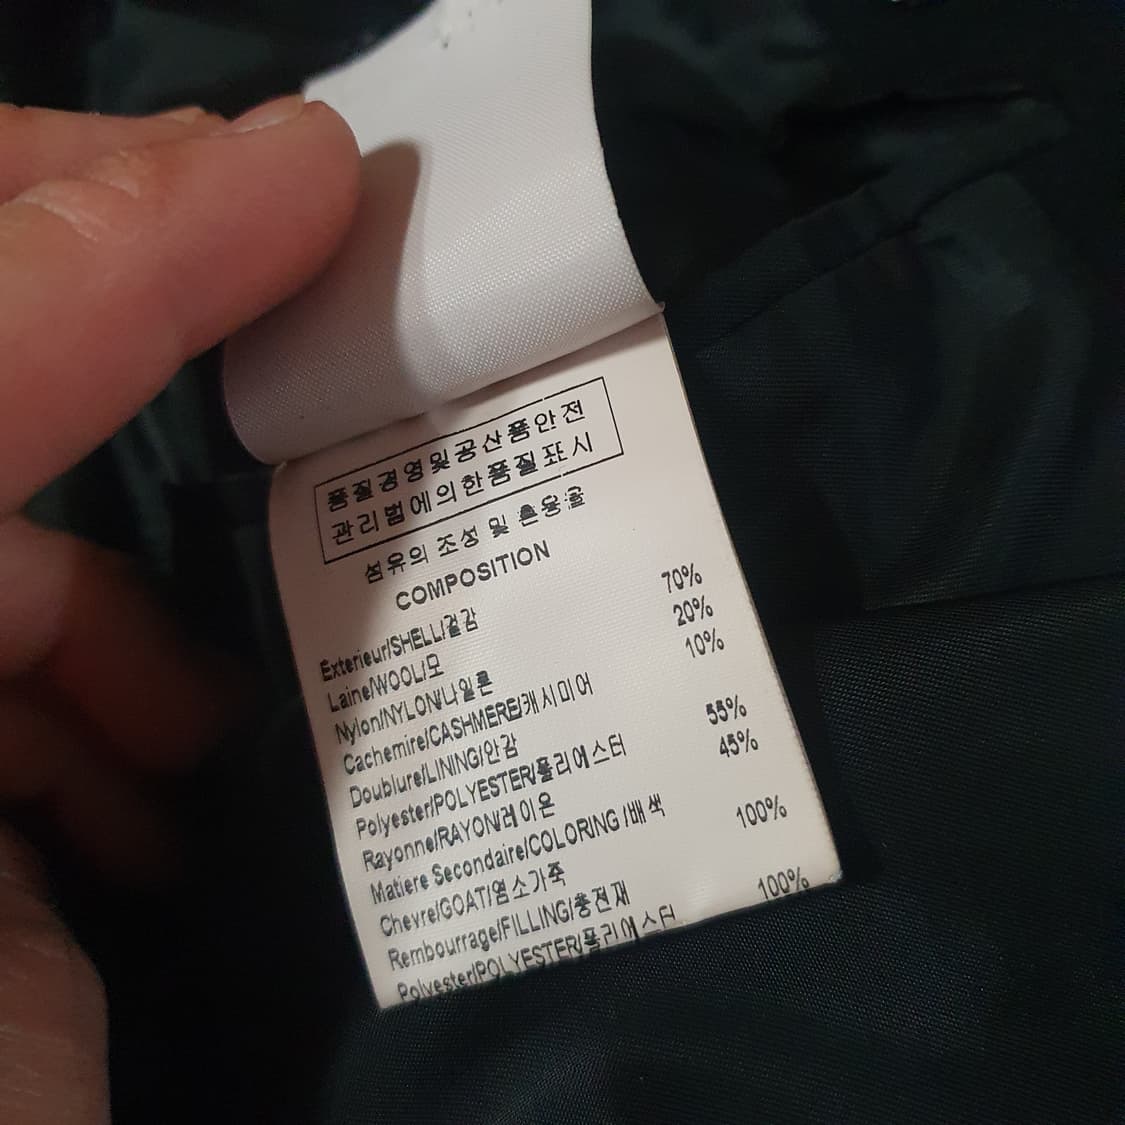 품질경영및공산품안전
관리법에의한품질표시
섬유의 조성 및 혼용율
COMPOSITION
Exterieur/SHELL/겉감
Laine/WOOL/모 70%
Nylon/NYLON/나일론 20%
Cachemire/CASHMERE/캐시미어 10%
Doublure/LINING/안감
Polyester/POLYESTER/폴리에스터 55%
Rayonne/RAYON/레이온 45%
Matiere Secondaire/COLORING /배색
Chevre/GOAT/염소가죽 100%
Rembourrage/FILLING/충전재
Polyester/POLYESTER/폴리에스터 100%